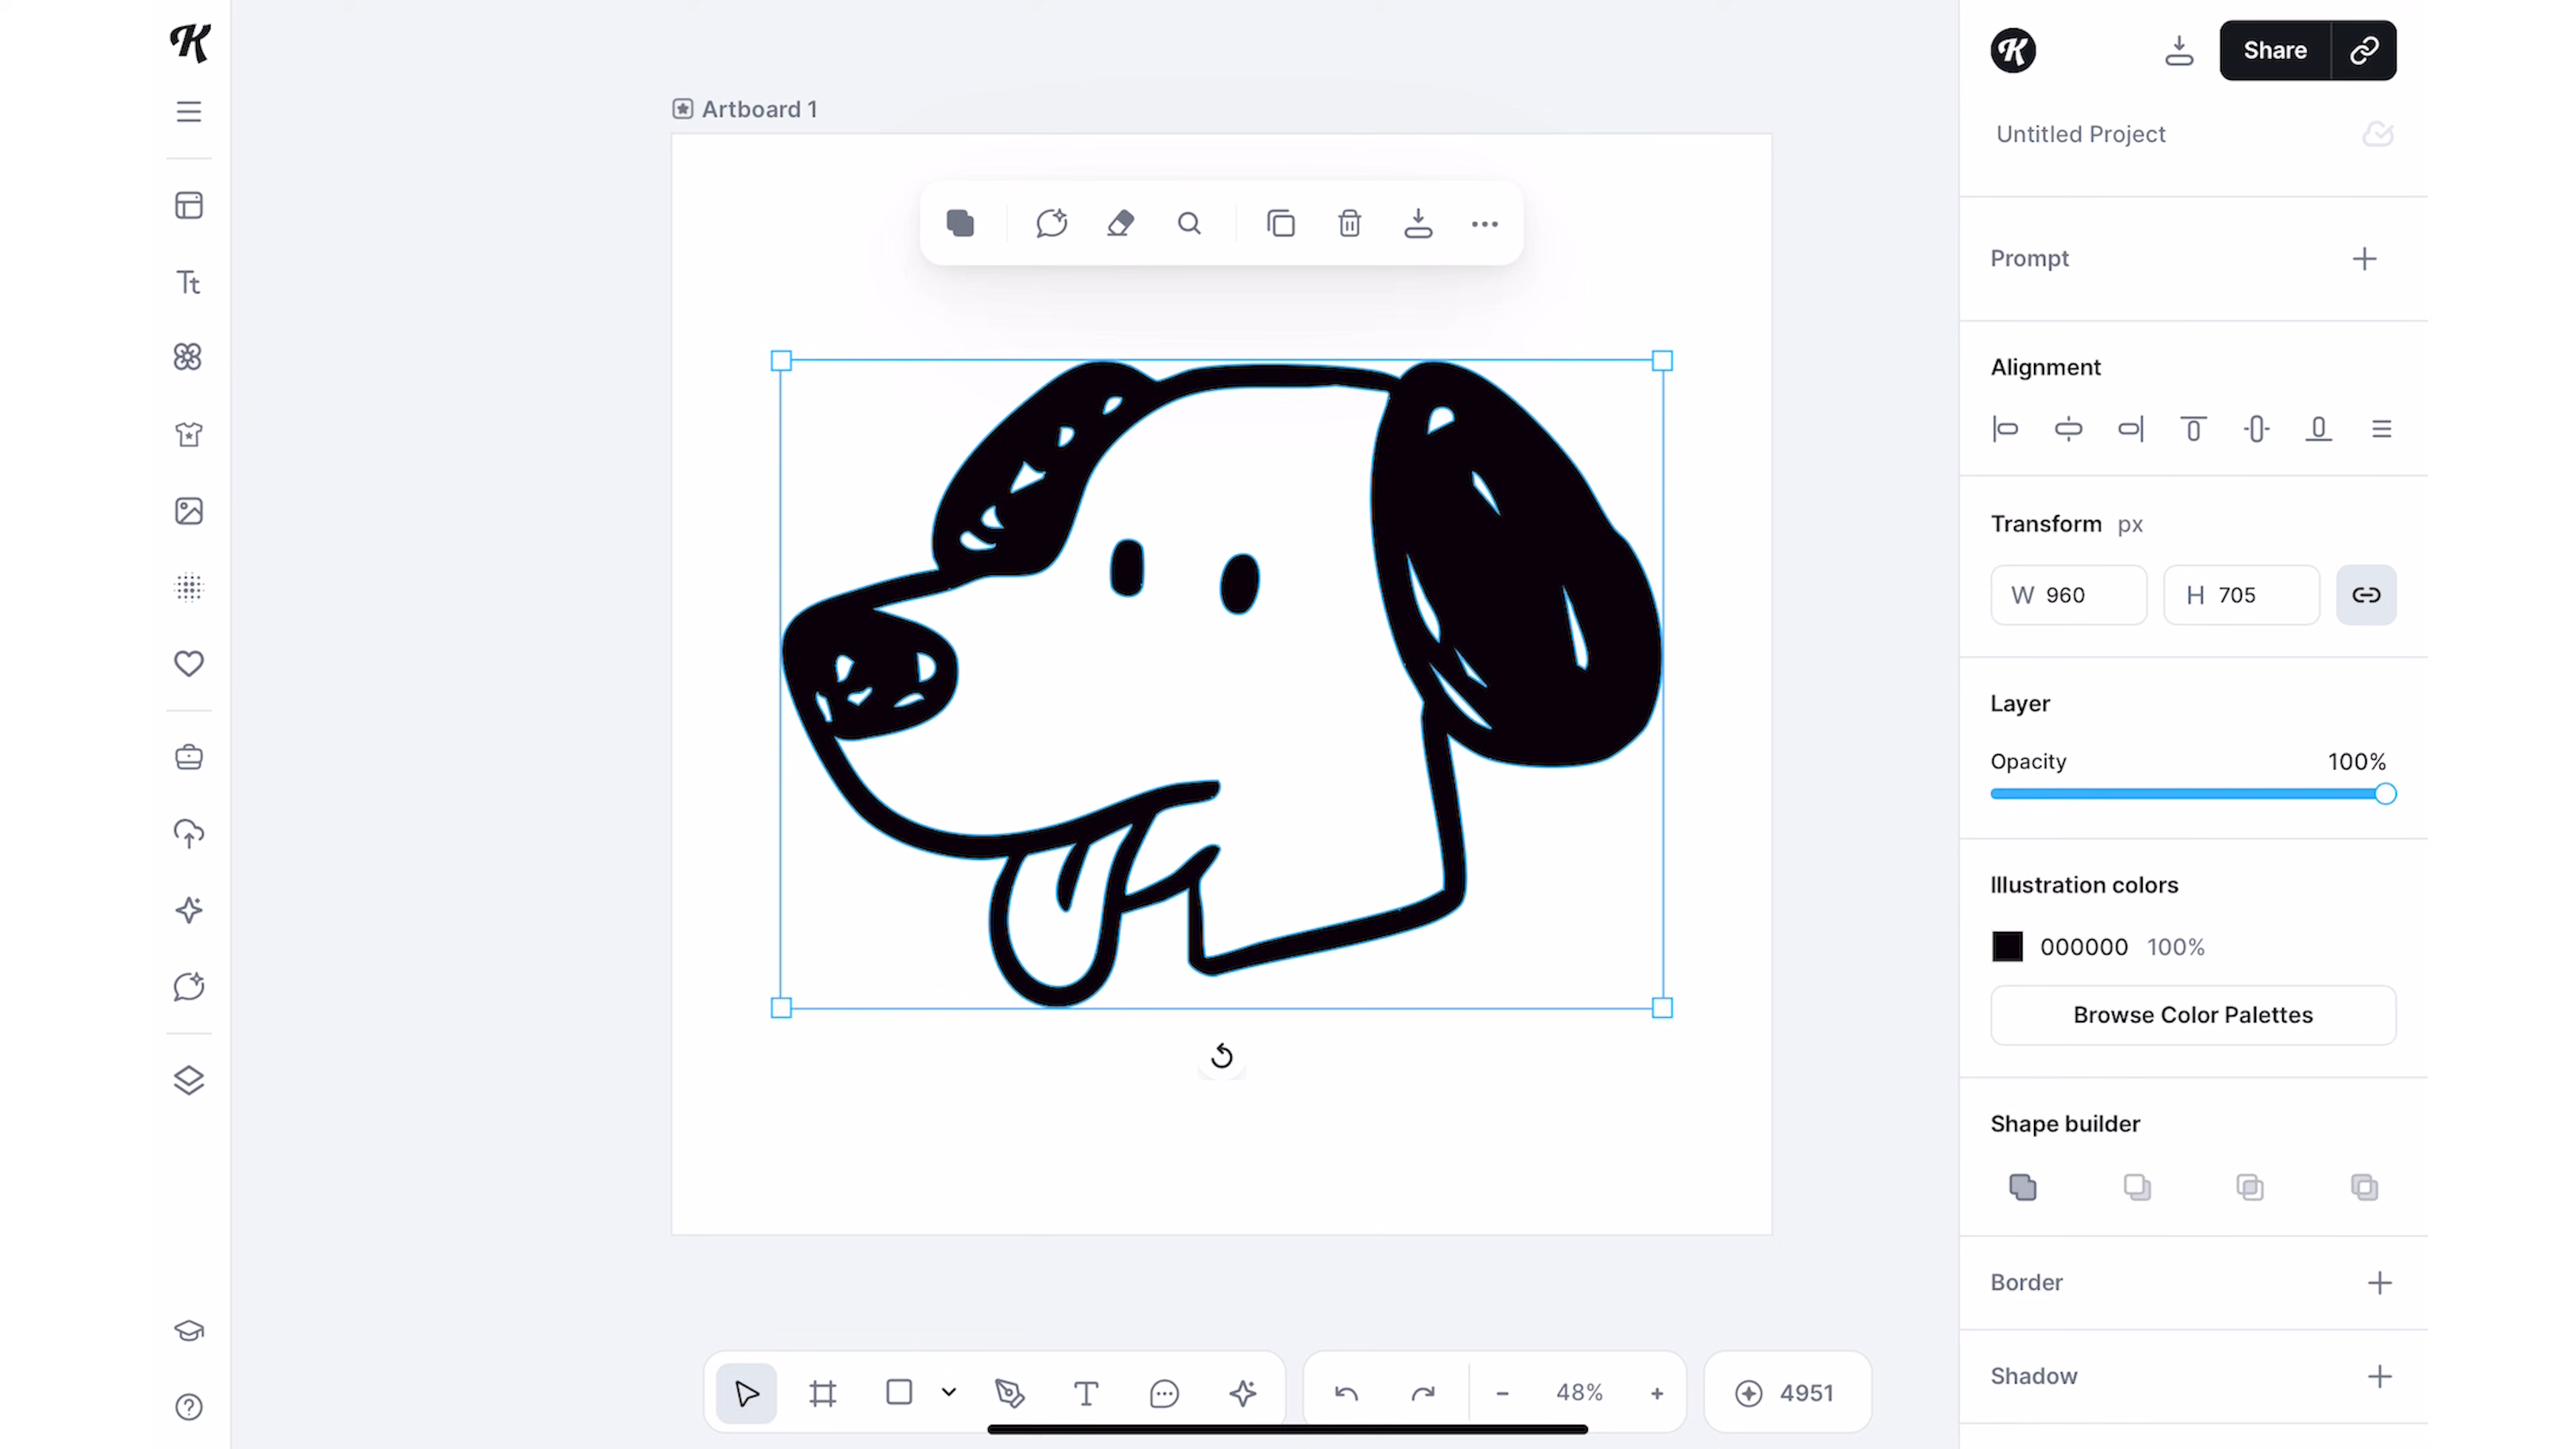 K
K
Share
Artboard 1
Untitled Project
Prompt
Tt
Alignment
Transform px
W 960
H 705
Layer
Opacity 100%
Illustration colors
000000 100%
Browse Color Palettes
Shape builder
Border
Shadow
T
48%
4951